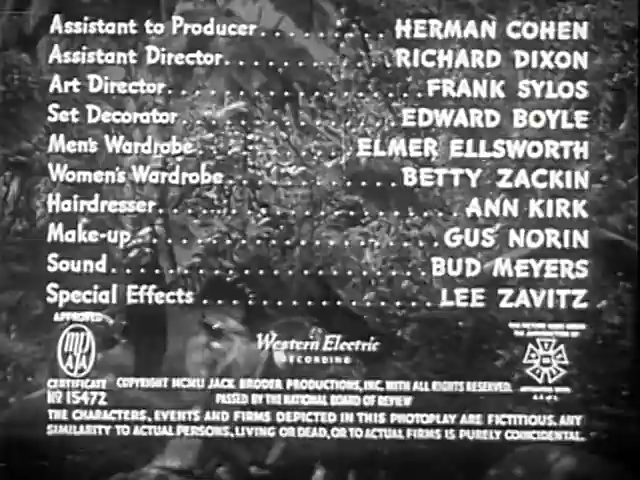 Assistant to Producer. . . . . . . . . HERMAN COHEN
Assistant Director. . . . . . . . . . . . RICHARD DIXON
Art Director. . . . . . . . . . . . . . . . . . FRANK SYLOS
Set Decorator . . . . . . . . . . . . . . . EDWARD BOYLE
Men's Wardrobe . . . . . . . . . . . ELMER ELLSWORTH
Women's Wardrobe . . . . . . . . . . . . BETTY ZACKIN
Hairdresser. . . . . . . . . . . . . . . . . . . . . ANN KIRK
Make-up. . . . . . . . . . . . . . . . . . . . . GUS NORIN
Sound . . . . . . . . . . . . . . . . . . . . . . BUD MEYERS
Special Effects . . . . . . . . . . . . . . . . LEE ZAVITZ
APPROVED
MPAA
CERTIFICATE
Nº 15472
Western Electric
RECORDING
COPYRIGHT MCMLI JACK BRODER PRODUCTIONS, INC. WITH ALL RIGHTS RESERVED.
PASSED BY THE NATIONAL BOARD OF REVIEW
THE CHARACTERS, EVENTS AND FIRMS DEPICTED IN THIS PHOTOPLAY ARE FICTITIOUS. ANY
SIMILARITY TO ACTUAL PERSONS, LIVING OR DEAD, OR TO ACTUAL FIRMS IS PURELY COINCIDENTAL.